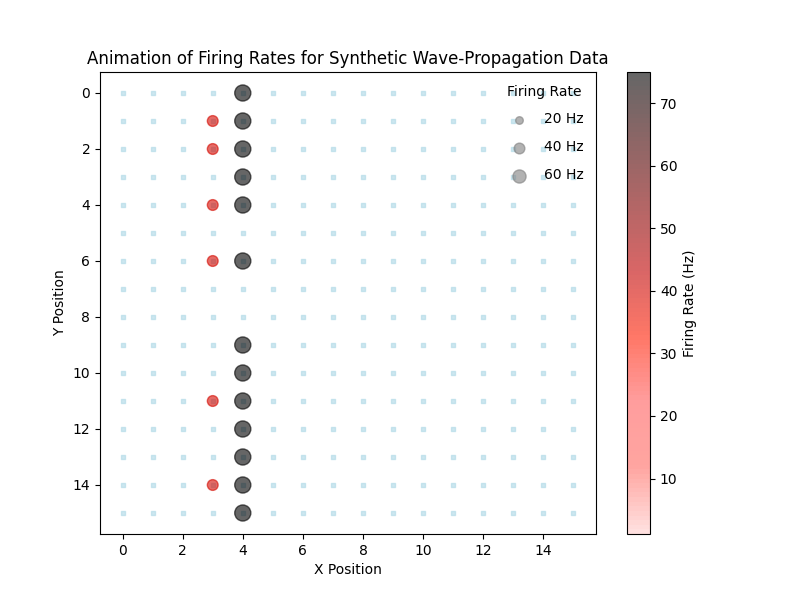 Animation of Firing Rates for Synthetic Wave-Propagation Data
Firing Rate
20 Hz
40 Hz
60 Hz
0
2
4
6
8
10
12
14
Y Position
0 2 4 6 8 10 12 14
X Position
70
60
50
40
30
20
10
Firing Rate (Hz)